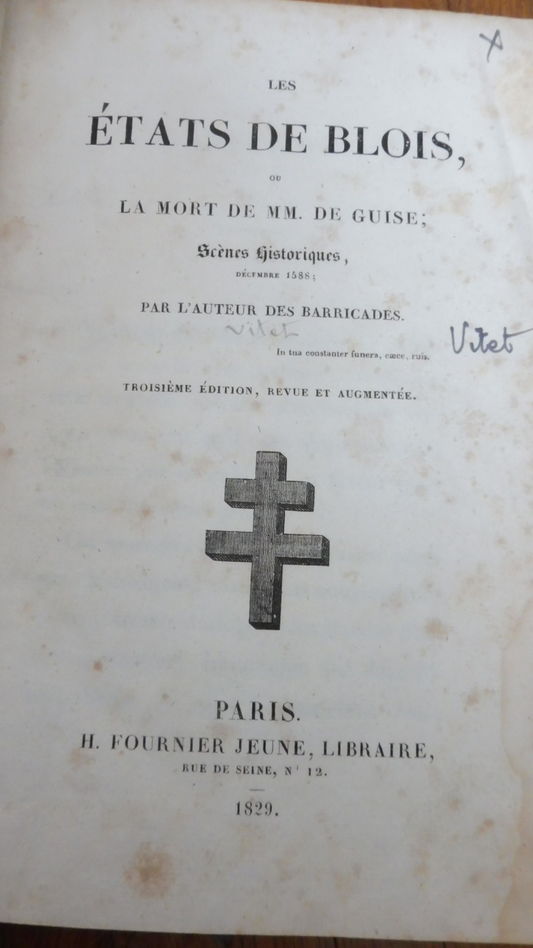 X
LES
ÉTATS DE BLOIS,
OU
LA MORT DE MM. DE GUISE;
Scènes Historiques,
DÉCEMBRE 1588;
PAR L'AUTEUR DES BARRICADES.
Vitet
Vitet
In tua constanter funera, cæce, ruis.
TROISIÈME ÉDITION, REVUE ET AUGMENTÉE.
PARIS.
H. FOURNIER JEUNE, LIBRAIRE,
RUE DE SEINE, N° 12.
1829.